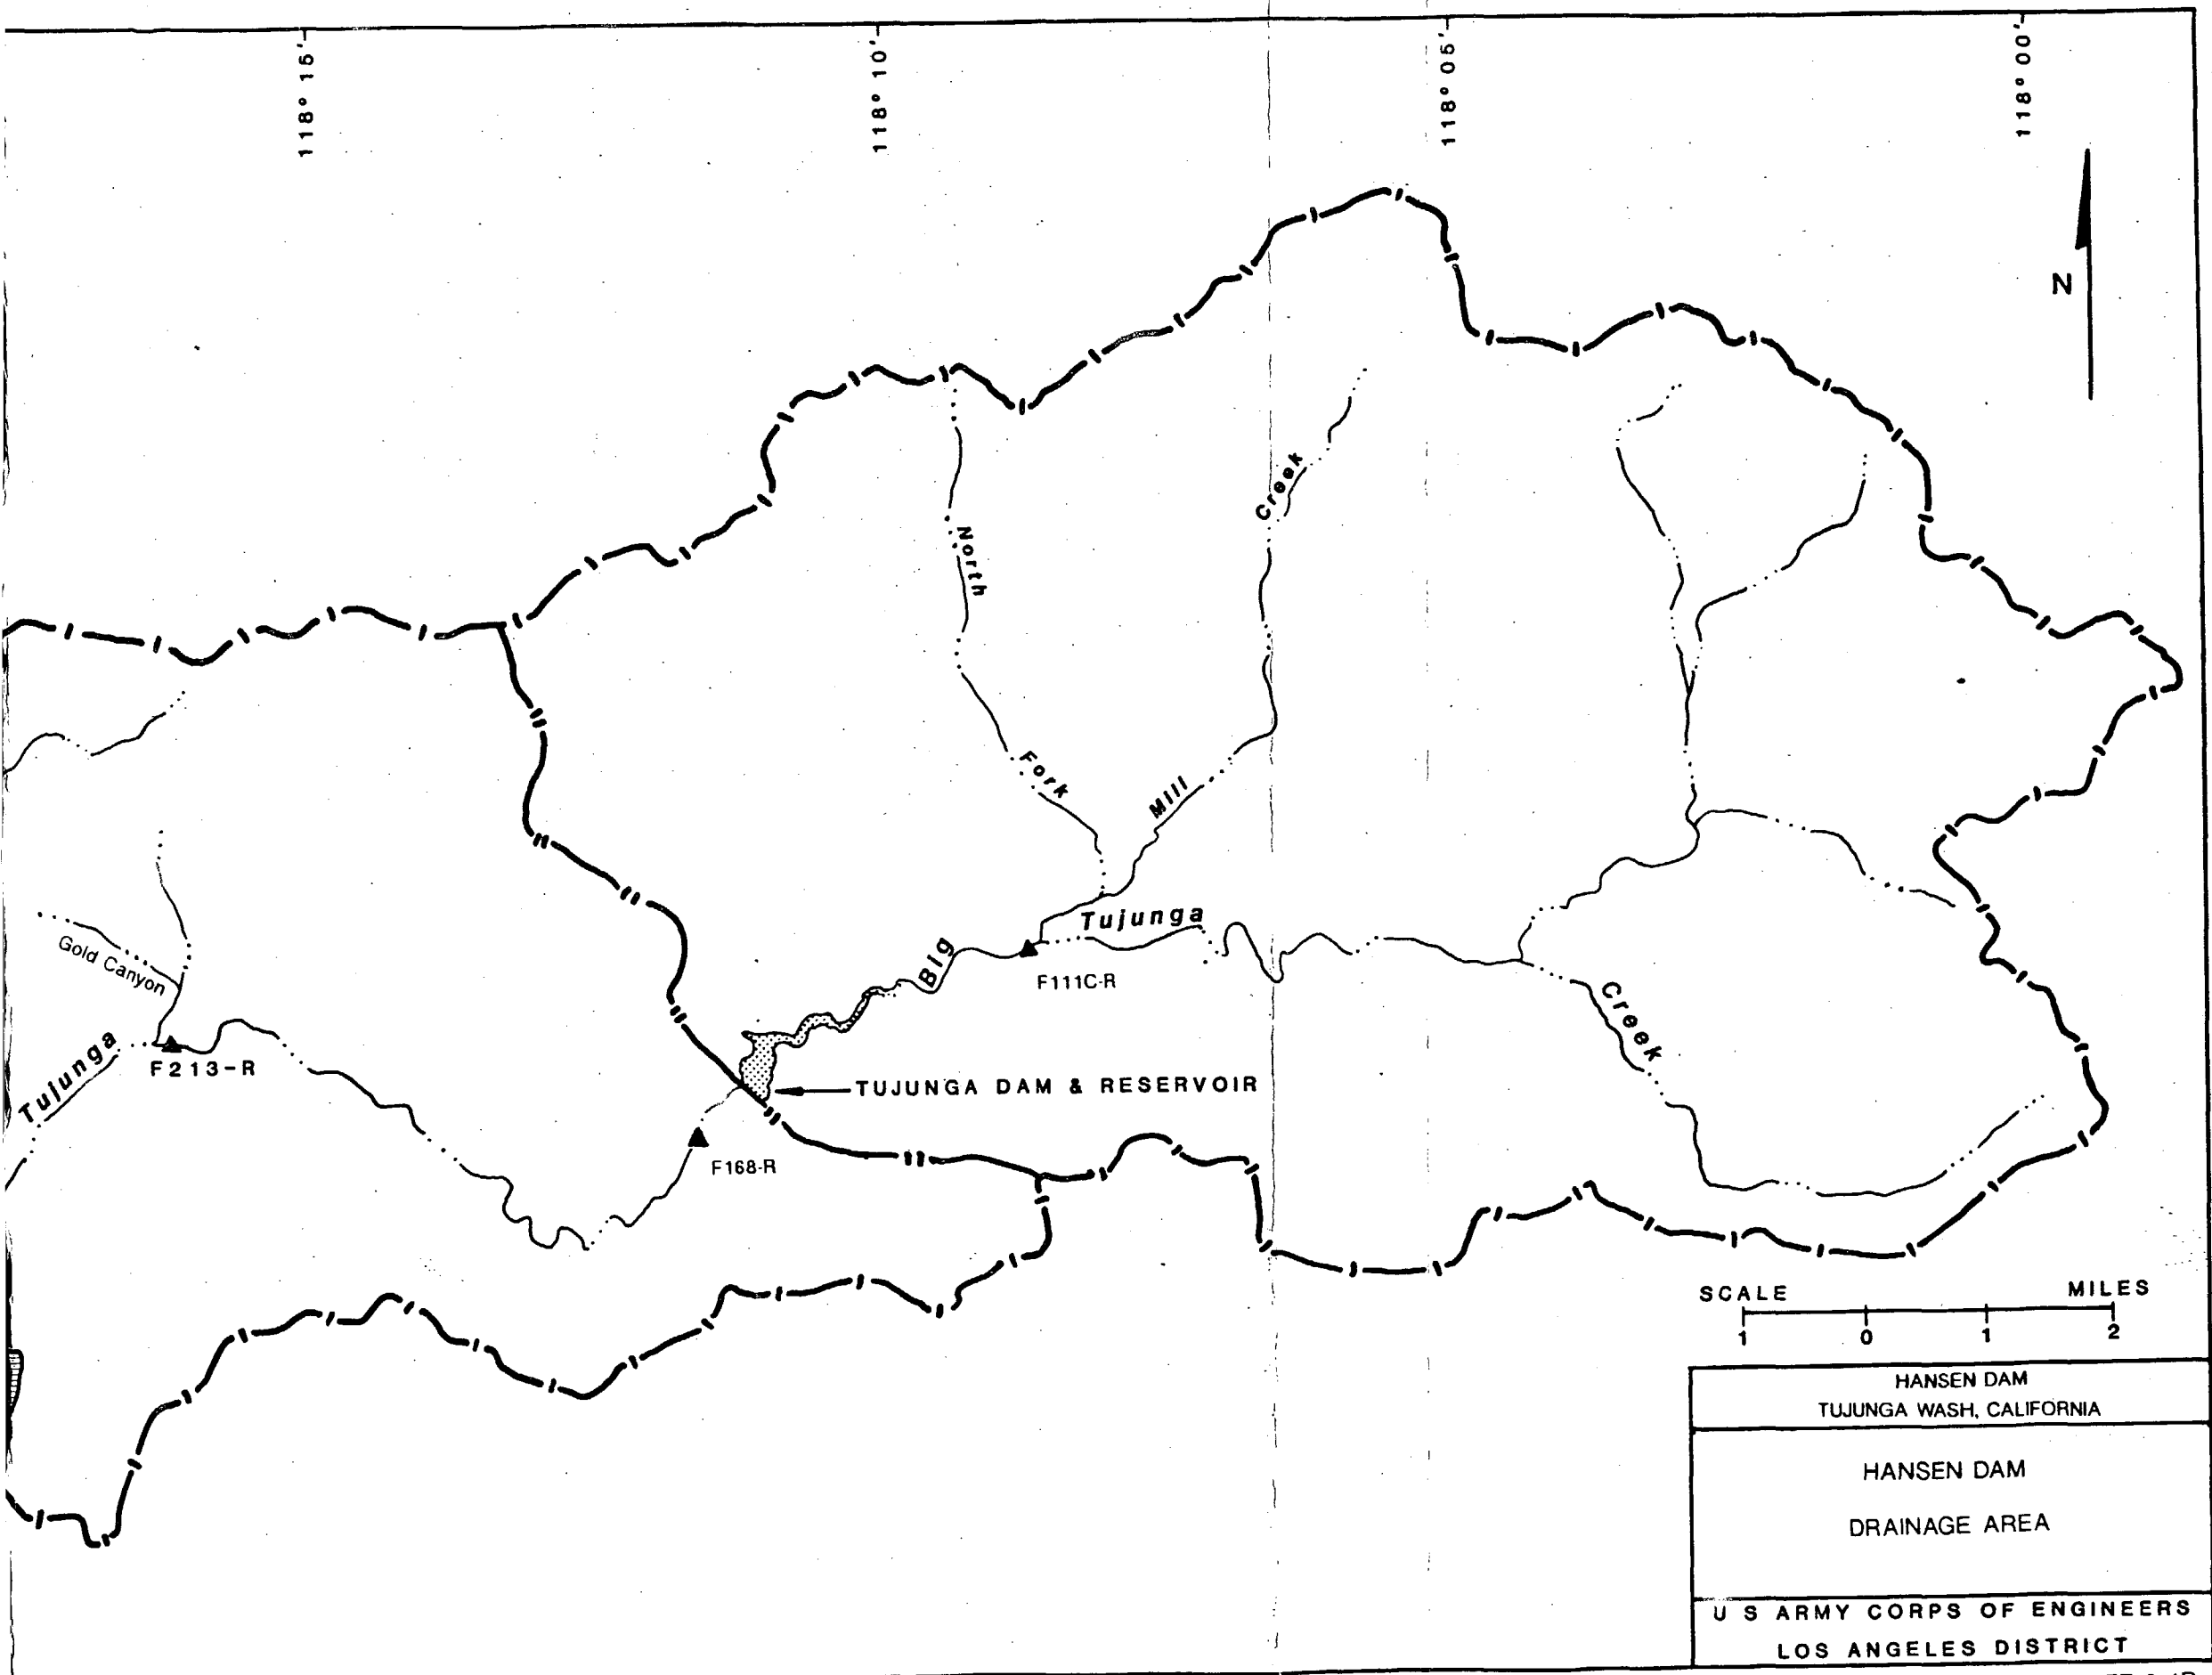 118° 15'
118° 10'
118° 05'
118° 00'
N
Creek
North
Fork
Mill
Tujunga
Big
F111C-R
Creek
Gold Canyon
Tujunga
F213-R
TUJUNGA DAM & RESERVOIR
F168-R
SCALE MILES
1 0 1 2
HANSEN DAM
TUJUNGA WASH, CALIFORNIA
HANSEN DAM
DRAINAGE AREA
U S ARMY CORPS OF ENGINEERS
LOS ANGELES DISTRICT